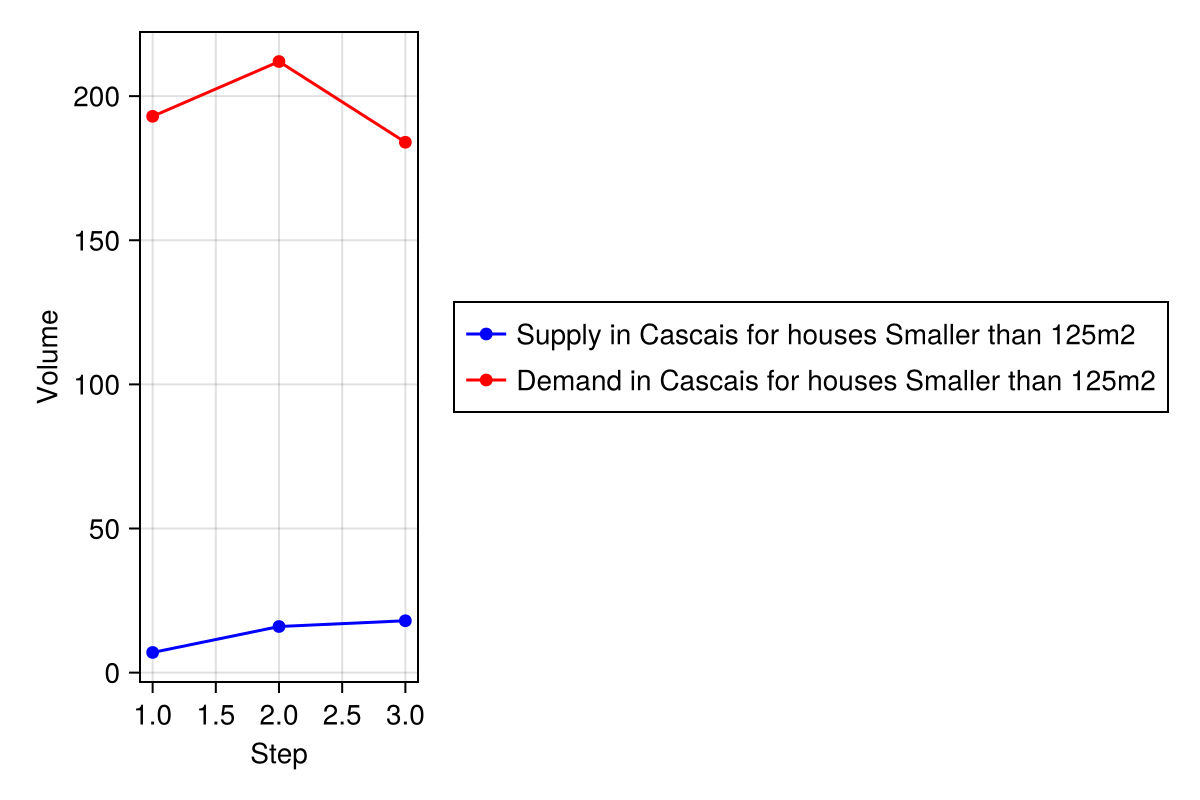 Volume
200
150
100
50
0
1.0 1.5 2.0 2.5 3.0
Step
Supply in Cascais for houses Smaller than 125m2
Demand in Cascais for houses Smaller than 125m2